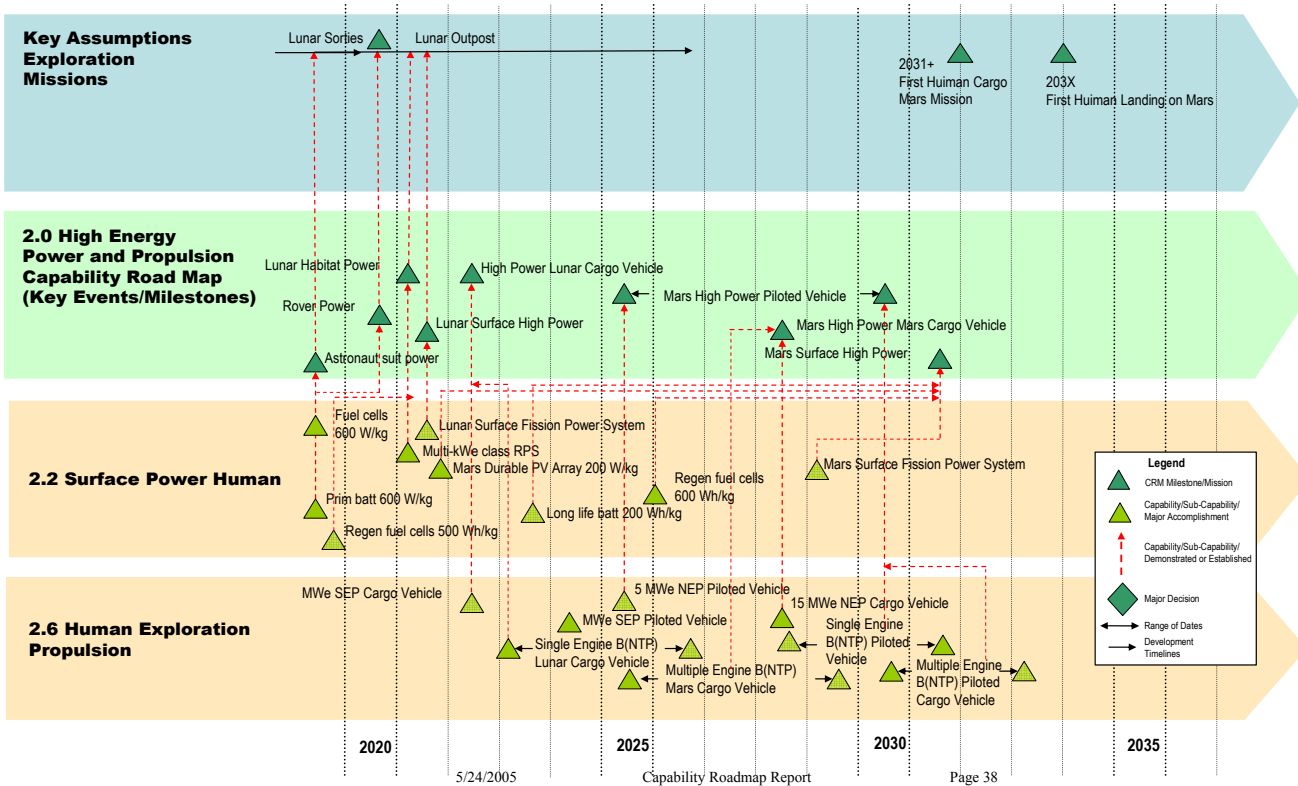 Key Assumptions
Exploration
Missions
Lunar Sorties
Lunar Outpost
2031+
First Huiman Cargo
Mars Mission
203X
First Huiman Landing on Mars
2.0 High Energy
Power and Propulsion
Capability Road Map
(Key Events/Milestones)
Lunar Habitat Power
High Power Lunar Cargo Vehicle
Mars High Power Piloted Vehicle
Rover Power
Lunar Surface High Power
Mars High Power Mars Cargo Vehicle
Astronaut suit power
Mars Surface High Power
2.2 Surface Power Human
Fuel cells
600 W/kg
Lunar Surface Fission Power System
Multi-kWe class RPS
Mars Durable PV Array 200 W/kg
Regen fuel cells
600 Wh/kg
Mars Surface Fission Power System
Prim batt 600 W/kg
Long life batt 200 Wh/kg
Regen fuel cells 500 Wh/kg
Legend
CRM Milestone/Mission
Capability/Sub-Capability/
Major Accomplishment
Capability/Sub-Capability/
Demonstrated or Established
Major Decision
Range of Dates
Development
Timelines
2.6 Human Exploration
Propulsion
MWe SEP Cargo Vehicle
5 MWe NEP Piloted Vehicle
MWe SEP Piloted Vehicle
15 MWe NEP Cargo Vehicle
Single Engine B(NTP)
Lunar Cargo Vehicle
Single Engine
B(NTP) Piloted
Vehicle
Multiple Engine B(NTP)
Mars Cargo Vehicle
Multiple Engine
B(NTP) Piloted
Cargo Vehicle
2020
2025
2030
2035
5/24/2005
Capability Roadmap Report
Page 38